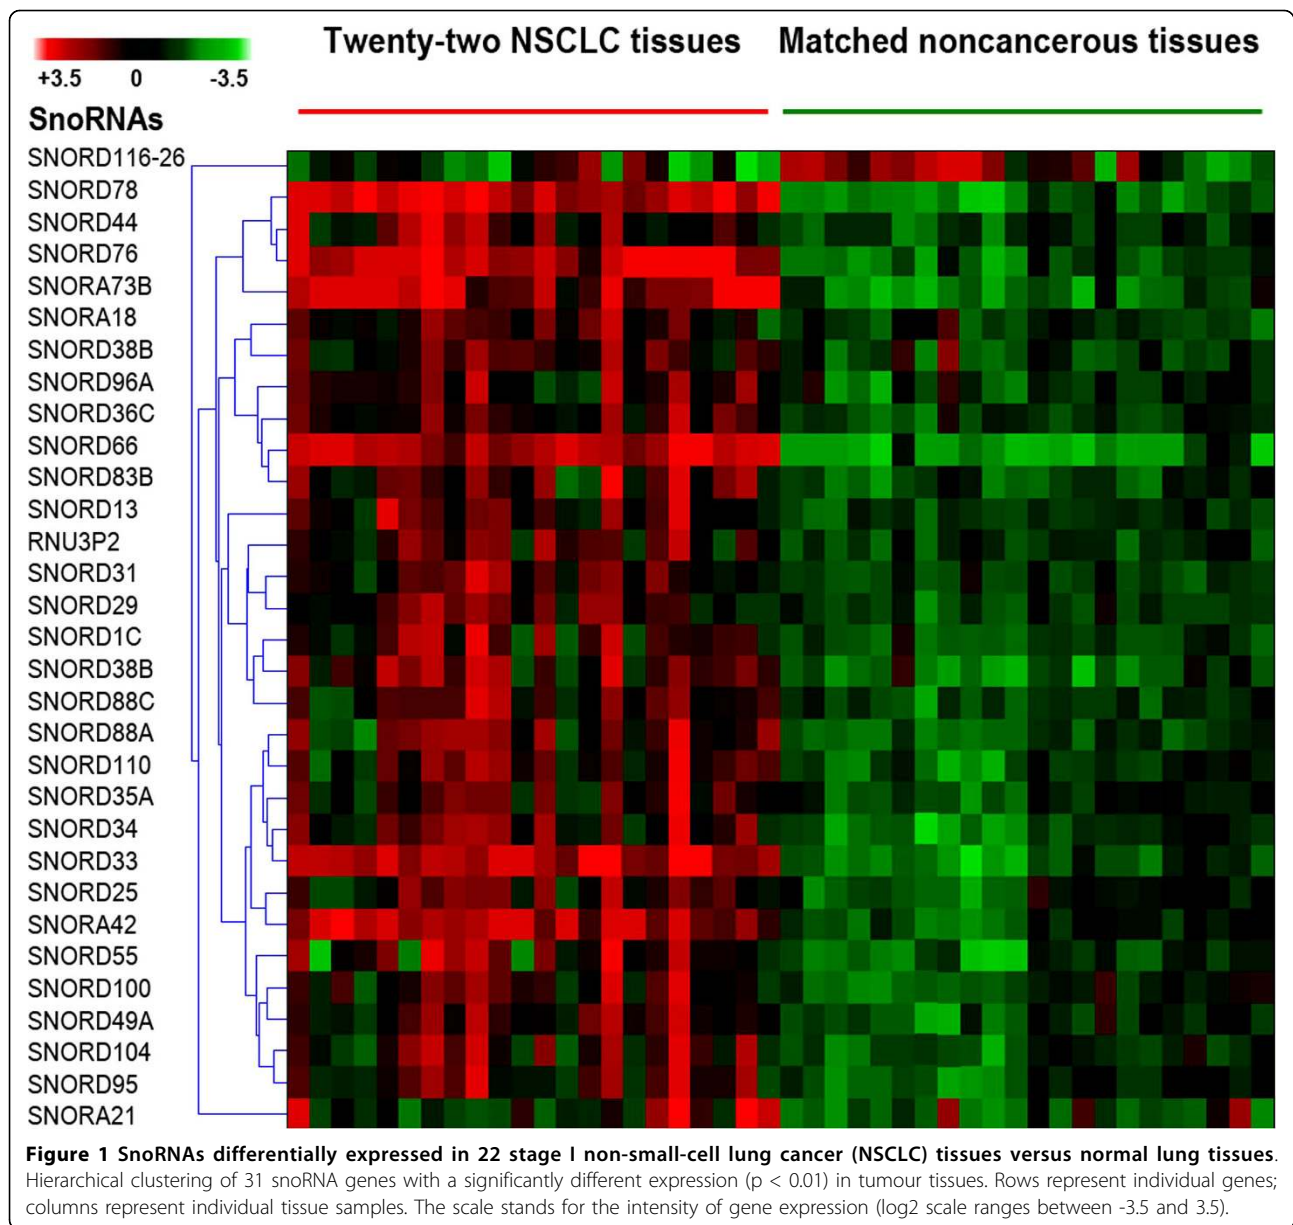 Twenty-two NSCLC tissues Matched noncancerous tissues
+3.5 0 -3.5
SnoRNAs
SNORD116-26
SNORD78
SNORD44
SNORD76
SNORA73B
SNORA18
SNORD38B
SNORD96A
SNORD36C
SNORD66
SNORD83B
SNORD13
RNU3P2
SNORD31
SNORD29
SNORD1C
SNORD38B
SNORD88C
SNORD88A
SNORD110
SNORD35A
SNORD34
SNORD33
SNORD25
SNORA42
SNORD55
SNORD100
SNORD49A
SNORD104
SNORD95
SNORA21
Figure 1 SnoRNAs differentially expressed in 22 stage I non-small-cell lung cancer (NSCLC) tissues versus normal lung tissues.
Hierarchical clustering of 31 snoRNA genes with a significantly different expression (p < 0.01) in tumour tissues. Rows represent individual genes;
columns represent individual tissue samples. The scale stands for the intensity of gene expression (log2 scale ranges between -3.5 and 3.5).